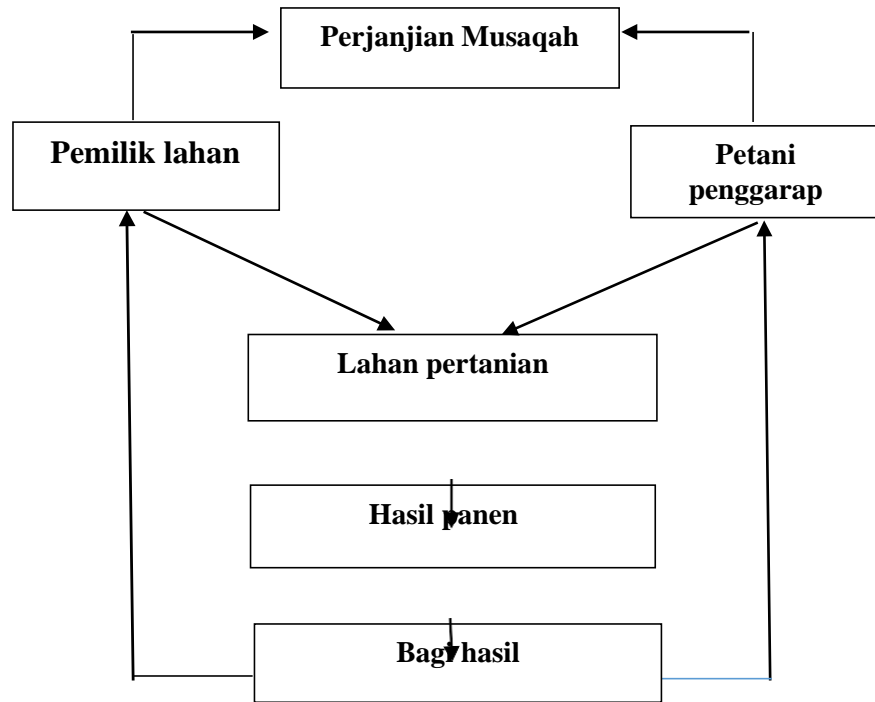 Perjanjian Musaqah
Pemilik lahan
Petani
penggarap
Lahan pertanian
Hasil panen
Bagi hasil